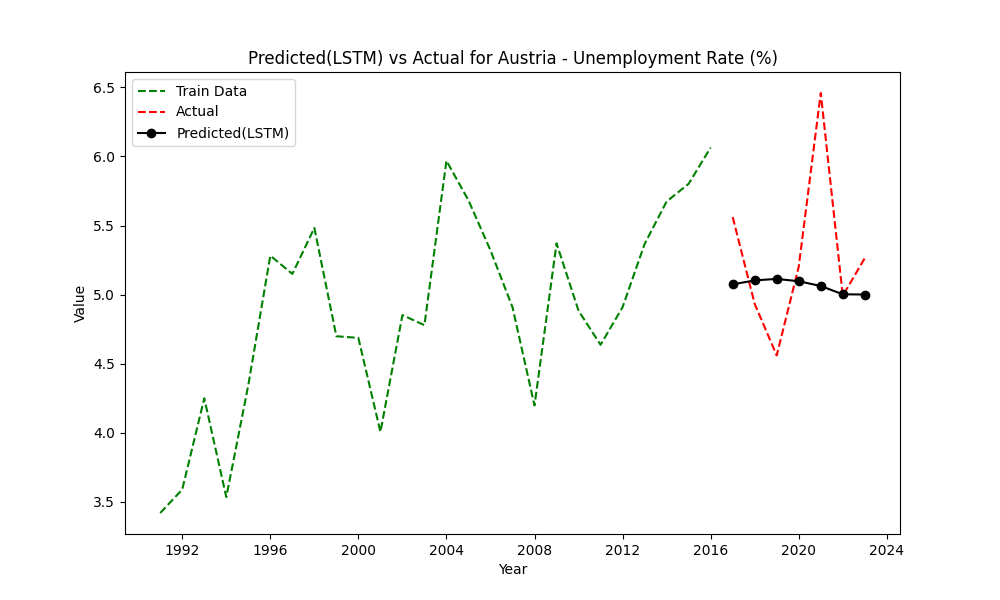 Predicted(LSTM) vs Actual for Austria - Unemployment Rate (%)
Train Data
Actual
Predicted(LSTM)
Value
6.5
6.0
5.5
5.0
4.5
4.0
3.5
1992 1996 2000 2004 2008 2012 2016 2020 2024
Year